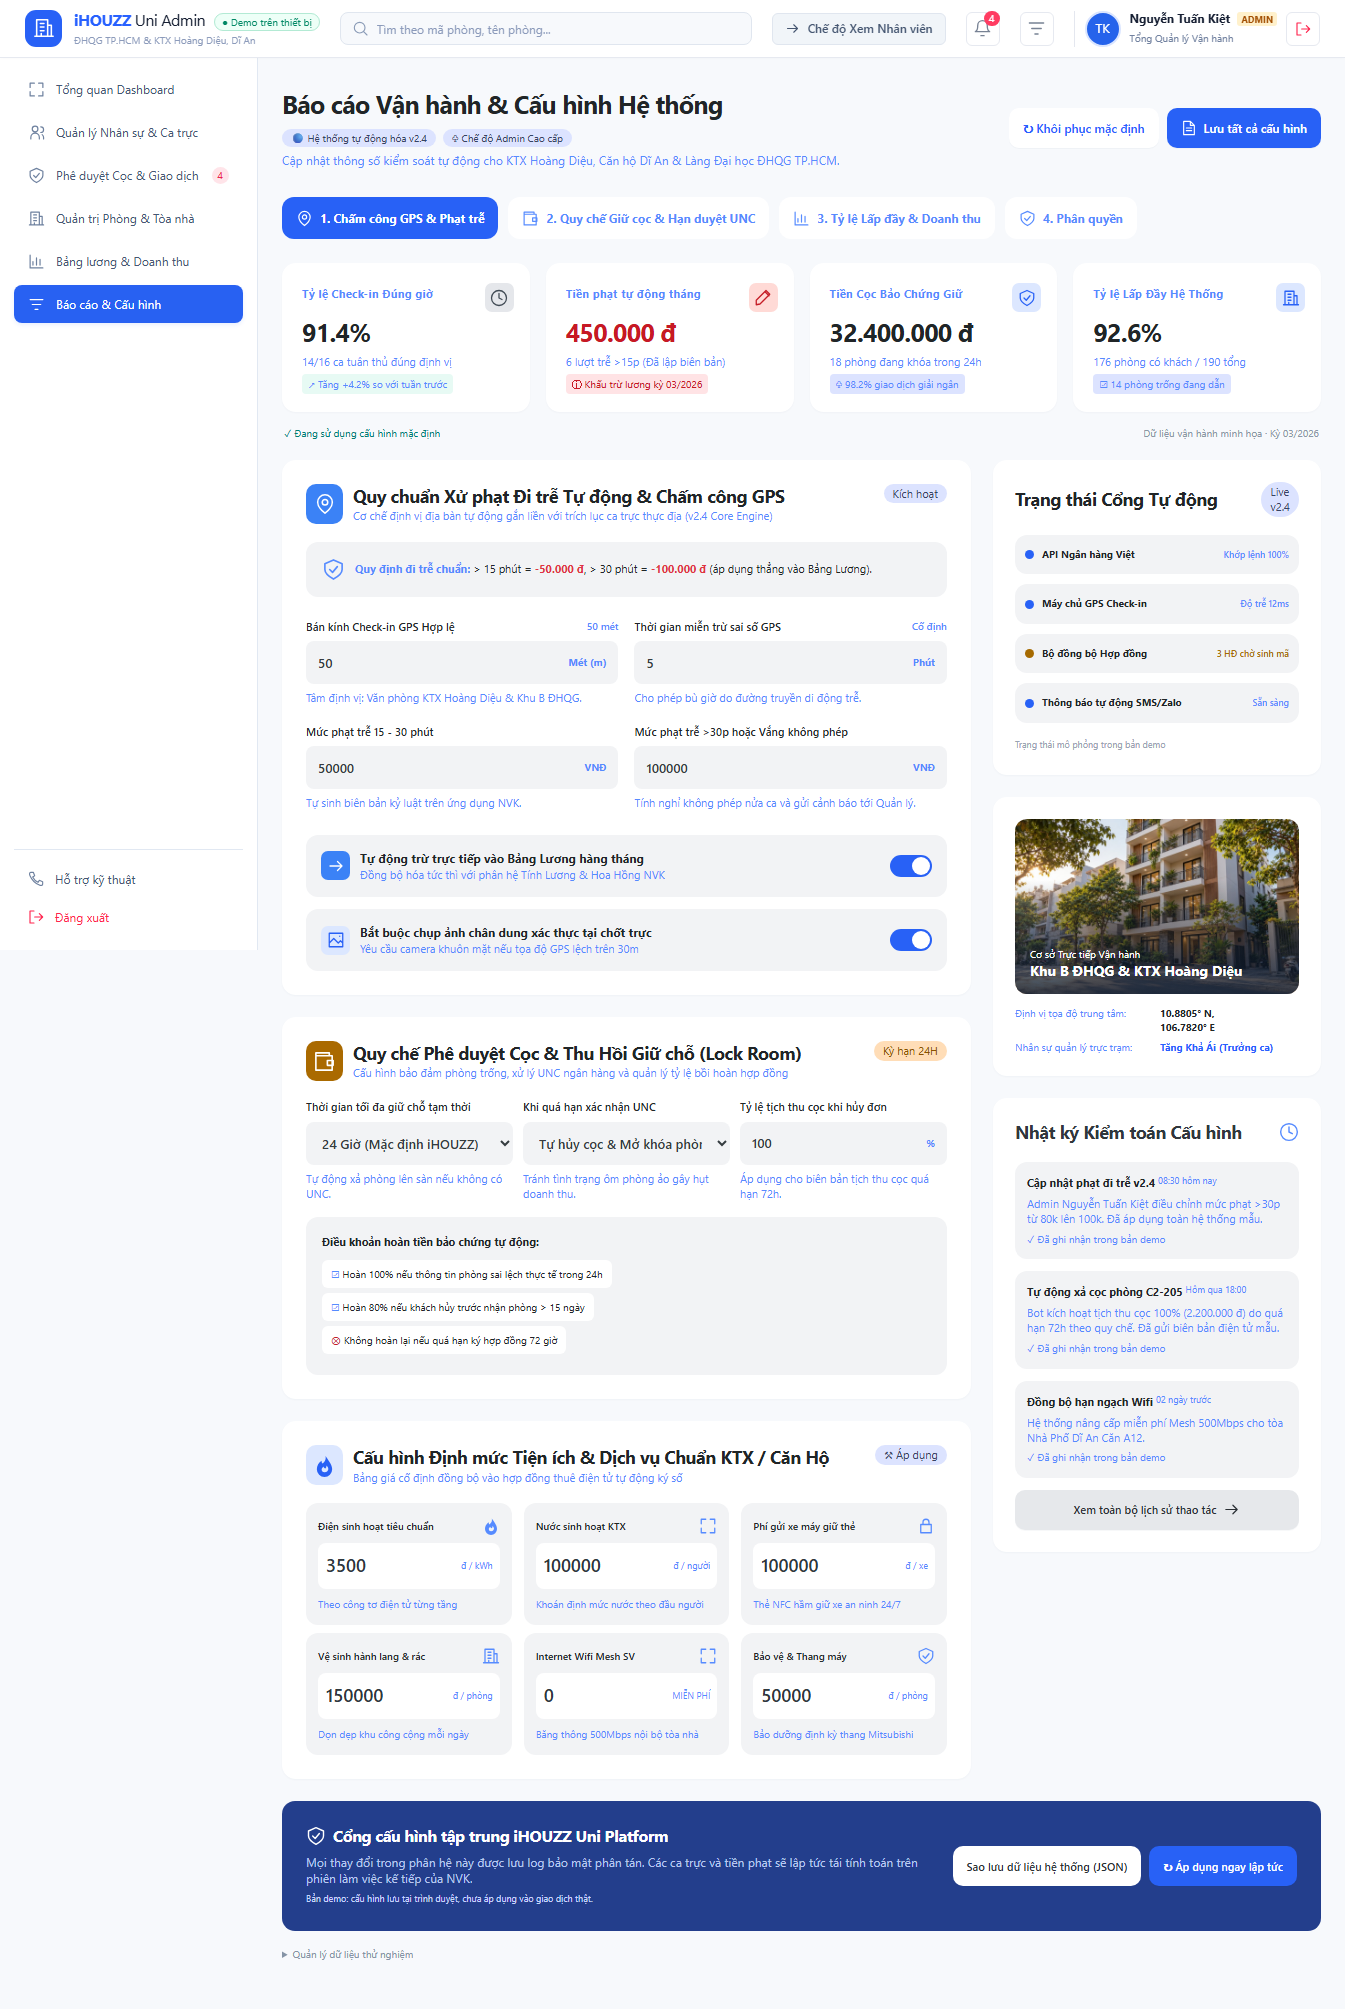 iHOUZZ Uni Admin
● Demo trên thiết bị
ĐHQG TP.HCM & KTX Hoàng Diệu, Dĩ An
Tìm theo mã phòng, tên phòng...
→ Chế độ Xem Nhân viên
4
TK
Nguyễn Tuấn Kiệt ADMIN
Tổng Quản lý Vận hành
Tổng quan Dashboard
Quản lý Nhân sự & Ca trực
Phê duyệt Cọc & Giao dịch 4
Quản trị Phòng & Tòa nhà
Bảng lương & Doanh thu
Báo cáo & Cấu hình
Hỗ trợ kỹ thuật
Đăng xuất
Báo cáo Vận hành & Cấu hình Hệ thống
Hệ thống tự động hóa v2.4
Chế độ Admin Cao cấp
Cập nhật thông số kiểm soát tự động cho KTX Hoàng Diệu, Căn hộ Dĩ An & Làng Đại học ĐHQG TP.HCM.
↻ Khôi phục mặc định
Lưu tất cả cấu hình
1. Chấm công GPS & Phạt trễ
2. Quy chế Giữ cọc & Hạn duyệt UNC
3. Tỷ lệ Lấp đầy & Doanh thu
4. Phân quyền
Tỷ lệ Check-in Đúng giờ
91.4%
14/16 ca tuân thủ đúng định vị
↗ Tăng +4.2% so với tuần trước
Tiền phạt tự động tháng
450.000 đ
6 lượt trễ >15p (Đã lập biên bản)
Khấu trừ lương kỳ 03/2026
Tiền Cọc Bảo Chứng Giữ
32.400.000 đ
18 phòng đang khóa trong 24h
98.2% giao dịch giải ngân
Tỷ lệ Lấp Đầy Hệ Thống
92.6%
176 phòng có khách / 190 tổng
☑ 14 phòng trống đang dẫn
✓ Đang sử dụng cấu hình mặc định
Dữ liệu vận hành minh họa · Kỳ 03/2026
Quy chuẩn Xử phạt Đi trễ Tự động & Chấm công GPS
Cơ chế định vị địa bàn tự động gắn liền với trích lục ca trực thực địa (v2.4 Core Engine)
Kích hoạt
Quy định đi trễ chuẩn: > 15 phút = -50.000 đ, > 30 phút = -100.000 đ (áp dụng thẳng vào Bảng Lương).
Bán kính Check-in GPS Hợp lệ 50 mét
50 Mét (m)
Tâm định vị: Văn phòng KTX Hoàng Diệu & Khu B ĐHQG.
Thời gian miễn trừ sai số GPS Cố định
5 Phút
Cho phép bù giờ do đường truyền di động trễ.
Mức phạt trễ 15 - 30 phút
50000 VNĐ
Tự sinh biên bản kỷ luật trên ứng dụng NVK.
Mức phạt trễ >30p hoặc Vắng không phép
100000 VNĐ
Tính nghỉ không phép nửa ca và gửi cảnh báo tới Quản lý.
Tự động trừ trực tiếp vào Bảng Lương hàng tháng
Đồng bộ hóa tức thì với phân hệ Tính Lương & Hoa Hồng NVK
Bắt buộc chụp ảnh chân dung xác thực tại chốt trực
Yêu cầu camera khuôn mặt nếu tọa độ GPS lệch trên 30m
Quy chế Phê duyệt Cọc & Thu Hồi Giữ chỗ (Lock Room)
Cấu hình bảo đảm phòng trống, xử lý UNC ngân hàng và quản lý tỷ lệ bồi hoàn hợp đồng
Kỳ hạn 24H
Thời gian tối đa giữ chỗ tạm thời
24 Giờ (Mặc định iHOUZZ)
Tự động xả phòng lên sàn nếu không có UNC.
Khi quá hạn xác nhận UNC
Tự hủy cọc & Mở khóa phòn
Tránh tình trạng ôm phòng ảo gây hụt doanh thu.
Tỷ lệ tịch thu cọc khi hủy đơn
100 %
Áp dụng cho biên bản tịch thu cọc quá hạn 72h.
Điều khoản hoàn tiền bảo chứng tự động:
☑ Hoàn 100% nếu thông tin phòng sai lệch thực tế trong 24h
☑ Hoàn 80% nếu khách hủy trước nhận phòng > 15 ngày
⊗ Không hoàn lại nếu quá hạn ký hợp đồng 72 giờ
Cấu hình Định mức Tiện ích & Dịch vụ Chuẩn KTX / Căn Hộ
Bảng giá cố định đồng bộ vào hợp đồng thuê điện tử tự động ký số
⚒ Áp dụng
Điện sinh hoạt tiêu chuẩn
3500 đ / kWh
Theo công tơ điện tử từng tầng
Nước sinh hoạt KTX
100000 đ / người
Khoán định mức nước theo đầu người
Phí gửi xe máy giữ thẻ
100000 đ / xe
Thẻ NFC hầm giữ xe an ninh 24/7
Vệ sinh hành lang & rác
150000 đ / phòng
Dọn dẹp khu công cộng mỗi ngày
Internet Wifi Mesh SV
0 MIỄN PHÍ
Băng thông 500Mbps nội bộ tòa nhà
Bảo vệ & Thang máy
50000 đ / phòng
Bảo dưỡng định kỳ thang Mitsubishi
Trạng thái Cổng Tự động
Live v2.4
API Ngân hàng Việt Khớp lệnh 100%
Máy chủ GPS Check-in Độ trễ 12ms
Bộ đồng bộ Hợp đồng 3 HĐ chờ sinh mã
Thông báo tự động SMS/Zalo Sẵn sàng
Trạng thái mô phỏng trong bản demo
Cơ sở Trực tiếp Vận hành
Khu B ĐHQG & KTX Hoàng Diệu
Định vị tọa độ trung tâm: 10.8805° N,
106.7820° E
Nhân sự quản lý trực trạm: Tăng Khả Ái (Trưởng ca)
Nhật ký Kiểm toán Cấu hình
Cập nhật phạt đi trễ v2.4 08:30 hôm nay
Admin Nguyễn Tuấn Kiệt điều chỉnh mức phạt >30p
từ 80k lên 100k. Đã áp dụng toàn hệ thống mẫu.
✓ Đã ghi nhận trong bản demo
Tự động xả cọc phòng C2-205 Hôm qua 18:00
Bot kích hoạt tịch thu cọc 100% (2.200.000 đ) do quá
hạn 72h theo quy chế. Đã gửi biên bản điện tử mẫu.
✓ Đã ghi nhận trong bản demo
Đồng bộ hạn ngạch Wifi 02 ngày trước
Hệ thống nâng cấp miễn phí Mesh 500Mbps cho tòa
Nhà Phố Dĩ An Căn A12.
✓ Đã ghi nhận trong bản demo
Xem toàn bộ lịch sử thao tác →
Cổng cấu hình tập trung iHOUZZ Uni Platform
Mọi thay đổi trong phân hệ này được lưu log bảo mật phân tán. Các ca trực và tiền phạt sẽ lập tức tái tính toán trên
phiên làm việc kế tiếp của NVK.
Bản demo: cấu hình lưu tại trình duyệt, chưa áp dụng vào giao dịch thật.
Sao lưu dữ liệu hệ thống (JSON)
↻ Áp dụng ngay lập tức
▶ Quản lý dữ liệu thử nghiệm